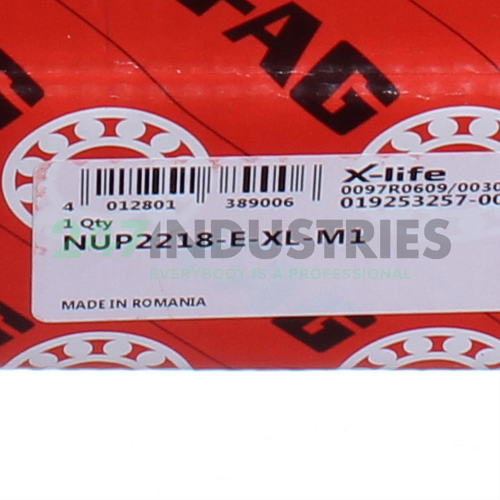 FAG
X-life
4 012801 389006
0097R0609/0030
019253257-00
1 Qty
NUP2218-E-XL-M1
247INDUSTRIES
EVERYBODY IS A PROFESSIONAL
MADE IN ROMANIA